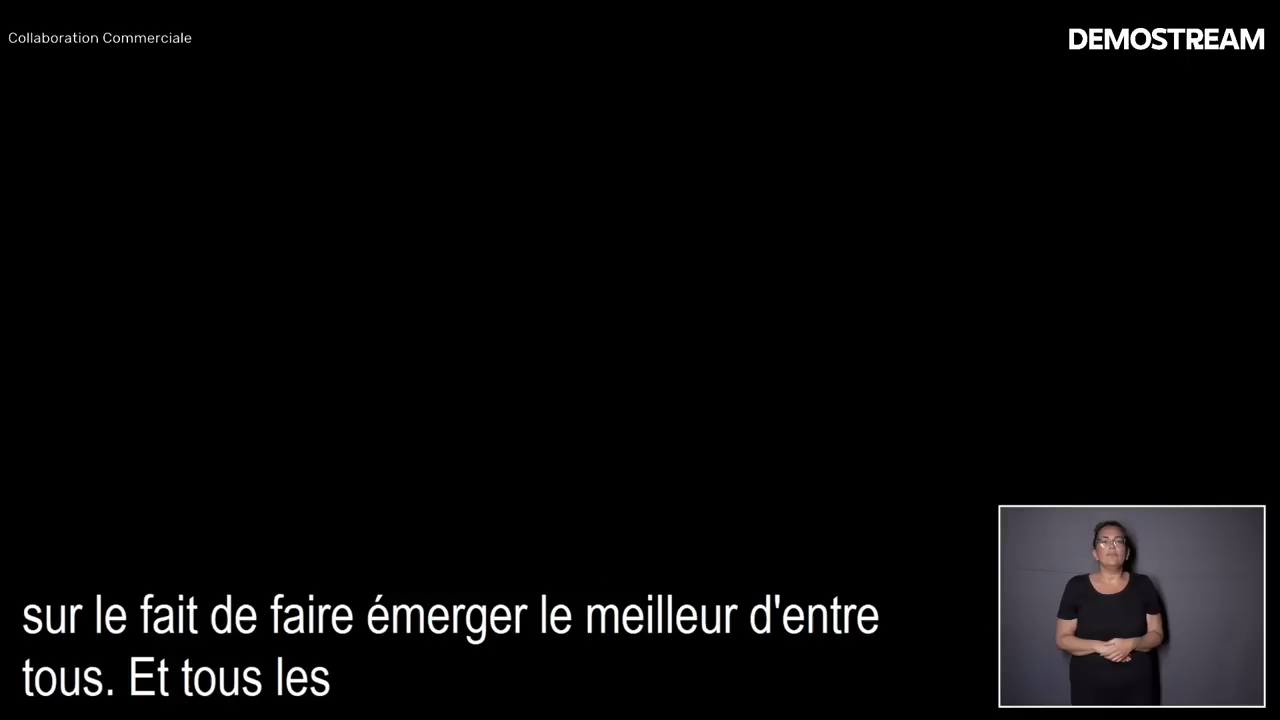 Collaboration Commerciale
DEMOSTREAM
sur le fait de faire émerger le meilleur d'entre
tous. Et tous les